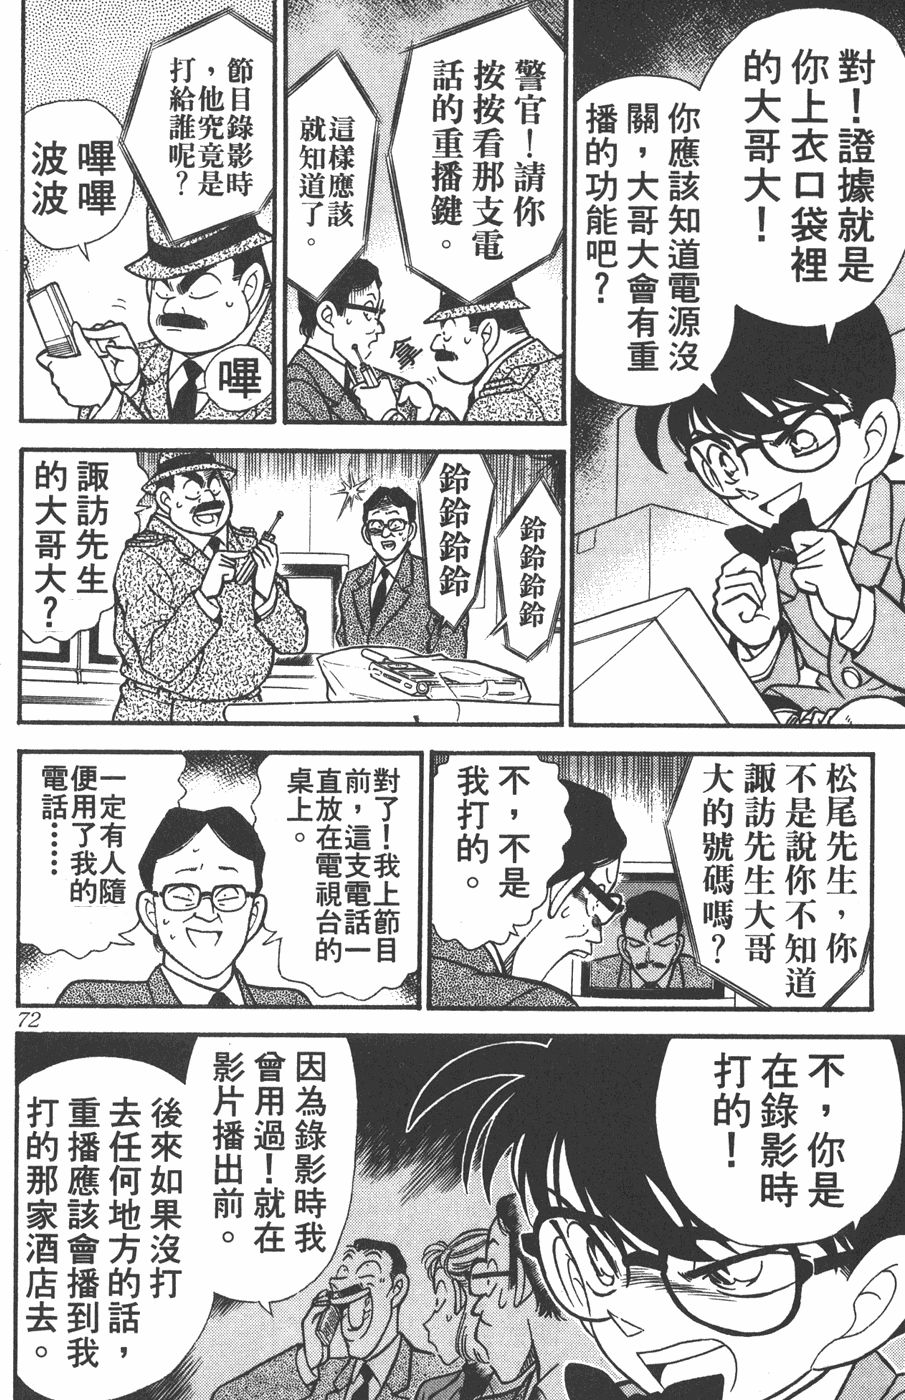 對！證據就是
你上衣口袋裡
的大哥大！
你應該知道電源沒
關，大哥大會有重
播的功能吧？
警官！請你
按按看那支電
話的重播鍵。
這樣應該
就知道了。
拿
節目錄影時
，他究竟是
打給誰呢？
嗶嗶
波波
嗶
鈴鈴鈴鈴
鈴鈴鈴鈴
諏訪先生
的大哥大？
松尾先生，你
不是說你不知道
諏訪先生大哥
大的號碼嗎？
不，不是
我打的。
對了！我上節目
前，這支電話一
直放在電視台的
桌上。
一定有人隨
便用了我的
電話……
72
不，你是
在錄影時
打的！
因為錄影時我
曾用過！就在
影片播出前。
後來如果沒打
去任何地方的話，
重播應該會播到我
打的那家酒店去。